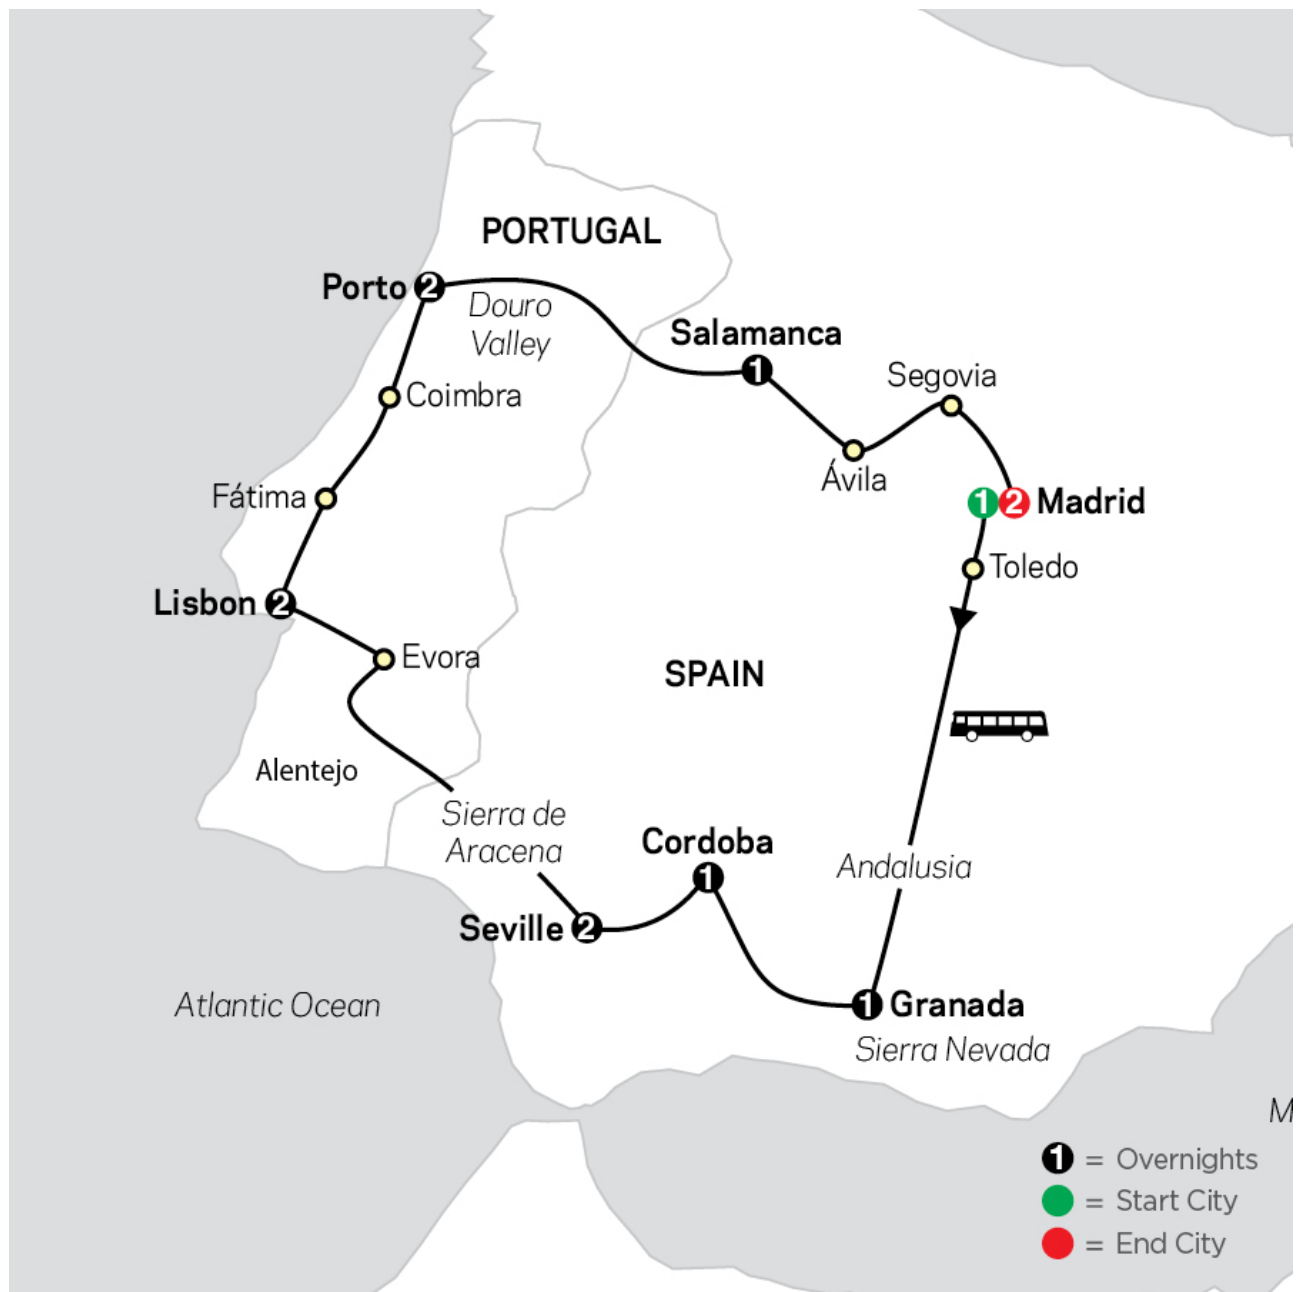 PORTUGAL
Porto 2
Douro
Valley
Salamanca
1
Segovia
Coimbra
Ávila
Fátima
1 2 Madrid
Toledo
Lisbon 2
Evora
SPAIN
Alentejo
Sierra de
Aracena
Cordoba
1
Andalusia
Seville 2
Atlantic Ocean
1 Granada
Sierra Nevada
M
1 = Overnights
= Start City
= End City